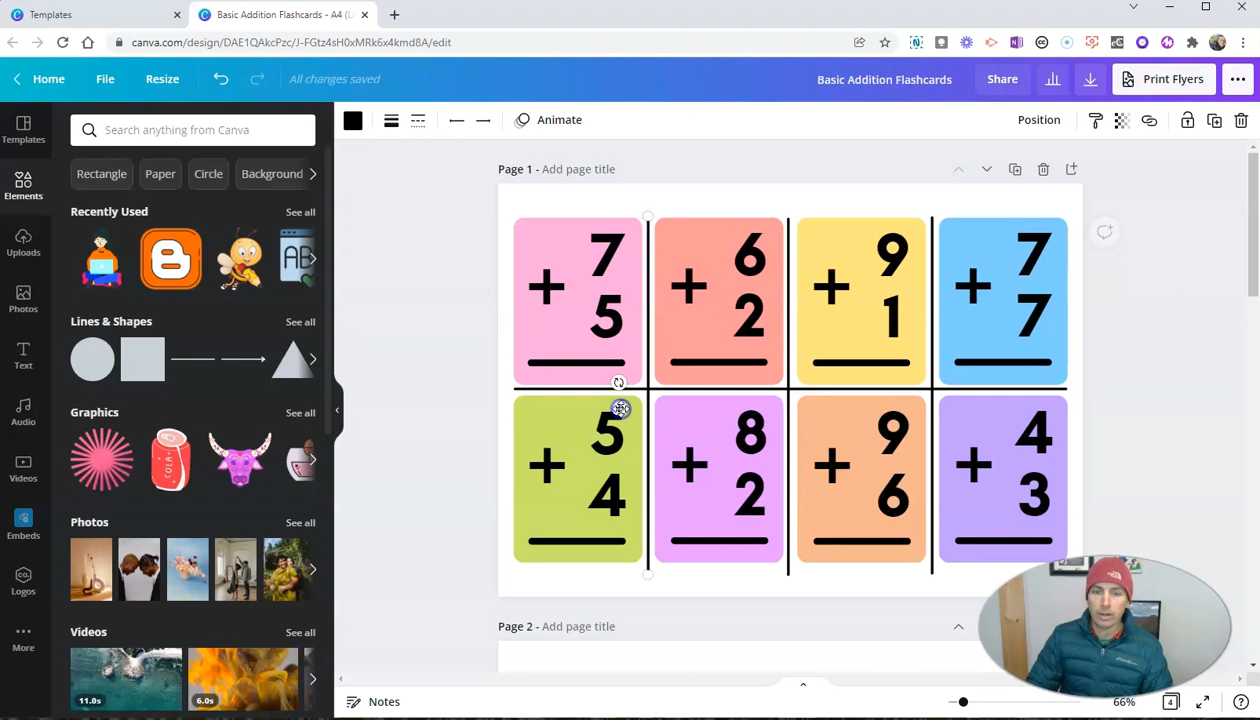 Templates
Basic Addition Flashcards - A4 (L
canva.com/design/DAE1QAkcPzc/J-FGtz4sH0xMRk6x4kmd8A/edit
Home File Resize All changes saved Basic Addition Flashcards Share Print Flyers
Templates
Elements
Uploads
Photos
Text
Audio
Videos
Embeds
Logos
More
Search anything from Canva
Rectangle Paper Circle Background
Recently Used See all
AB
Lines & Shapes See all
Graphics See all
COLA
Photos See all
Videos See all
11.0s 6.0s
Animate Position
Page 1 - Add page title
7 6 9 7
+ + + +
5 2 1 7
5 8 9 4
+ + + +
4 2 6 3
Page 2 - Add page title
Notes 66% 4